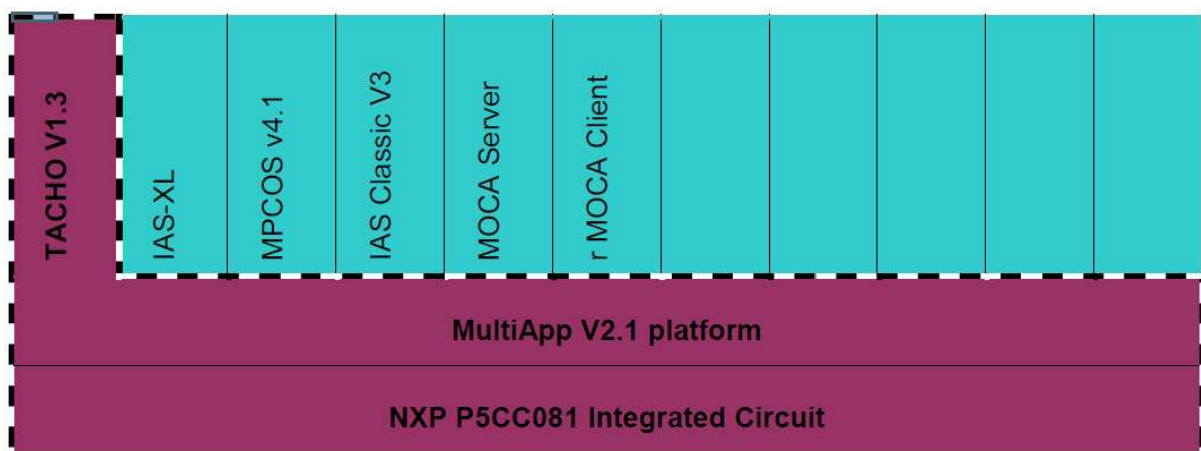 TACHO V1.3
IAS-XL
MPCOS v4.1
IAS Classic V3
MOCA Server
r MOCA Client
MultiApp V2.1 platform
NXP P5CC081 Integrated Circuit